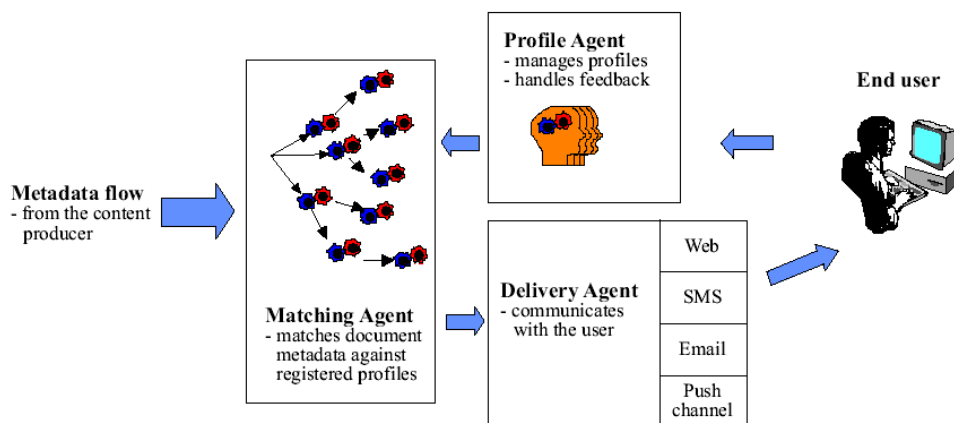 Metadata flow
- from the content
producer
Matching Agent
- matches document
metadata against
registered profiles
Profile Agent
- manages profiles
- handles feedback
Delivery Agent
- communicates
with the user
Web
SMS
Email
Push
channel
End user